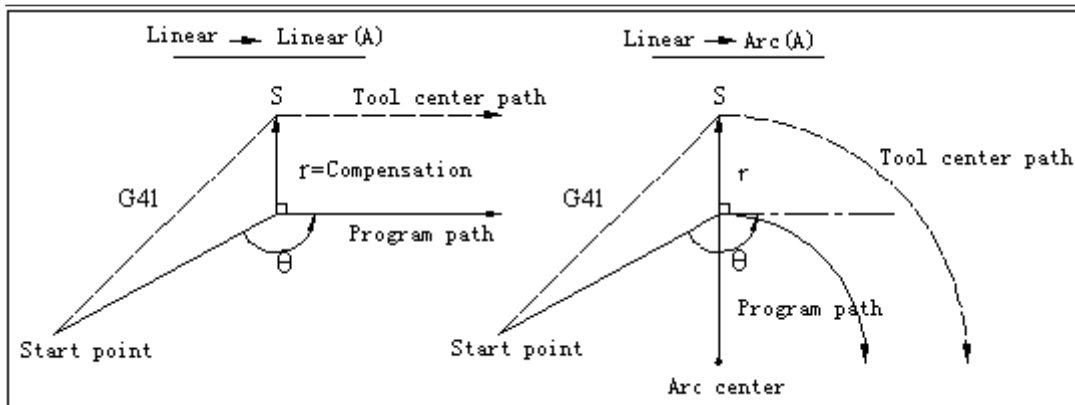 Linear → Linear(A)
S
Tool center path
r=Compensation
G41
Program path
θ
Start point
Linear → Arc(A)
S
Tool center path
r
G41
θ
Program path
Start point
Arc center